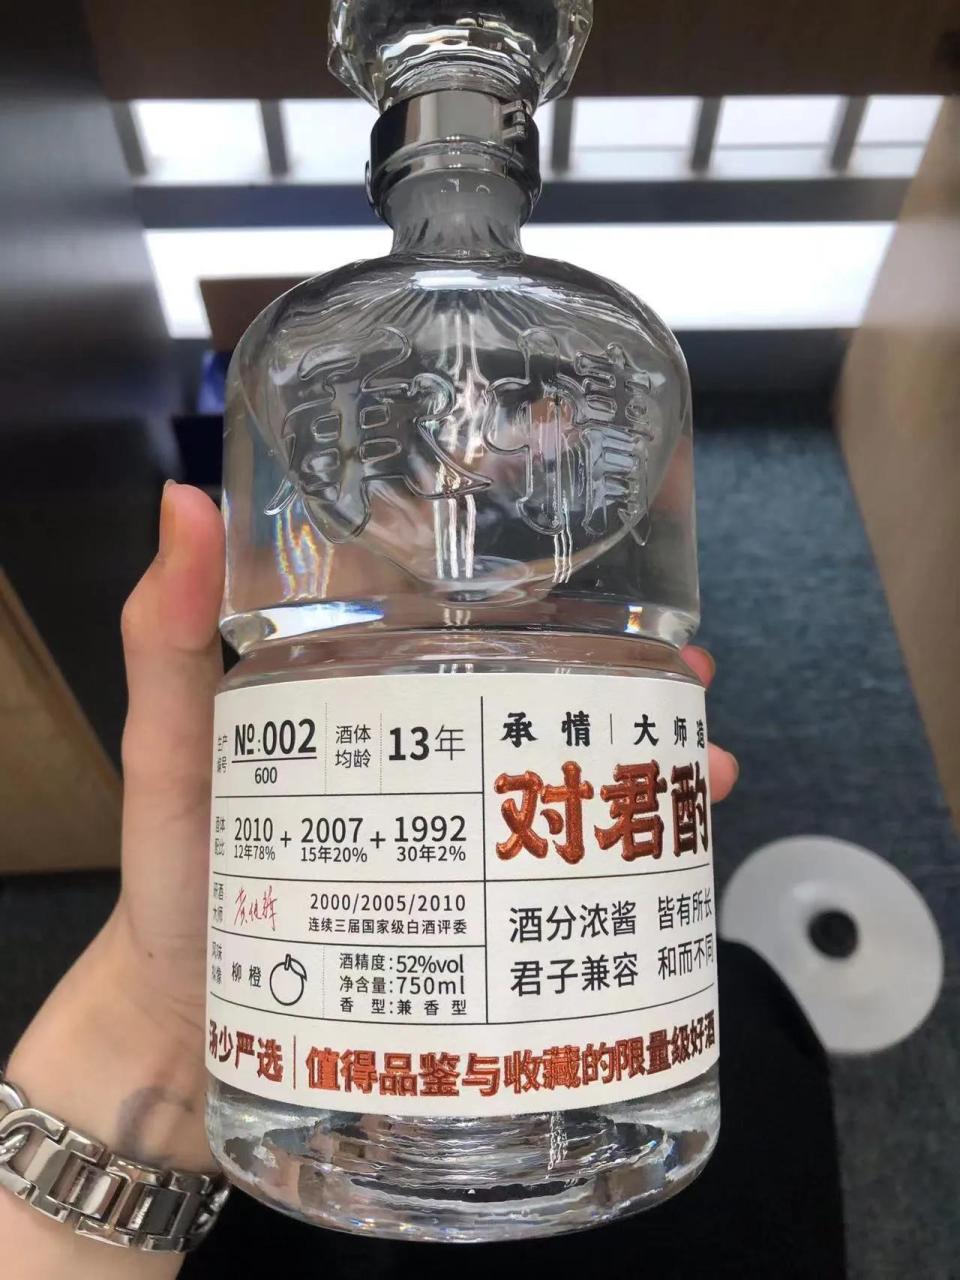 承情
生产
编号
№:002
600
酒体
均龄
13年
承情|大师造
对君酌
酒体
配比
2010+2007+1992
12年78% 15年20% 30年2%
研酒
大师
2000/2005/2010
连续三届国家级白酒评委
酒分浓酱 皆有所长
君子兼容 和而不同
风味
拟像
柳橙
酒精度:52%vol
净含量:750ml
香型:兼香型
汤少严选|值得品鉴与收藏的限量级好酒